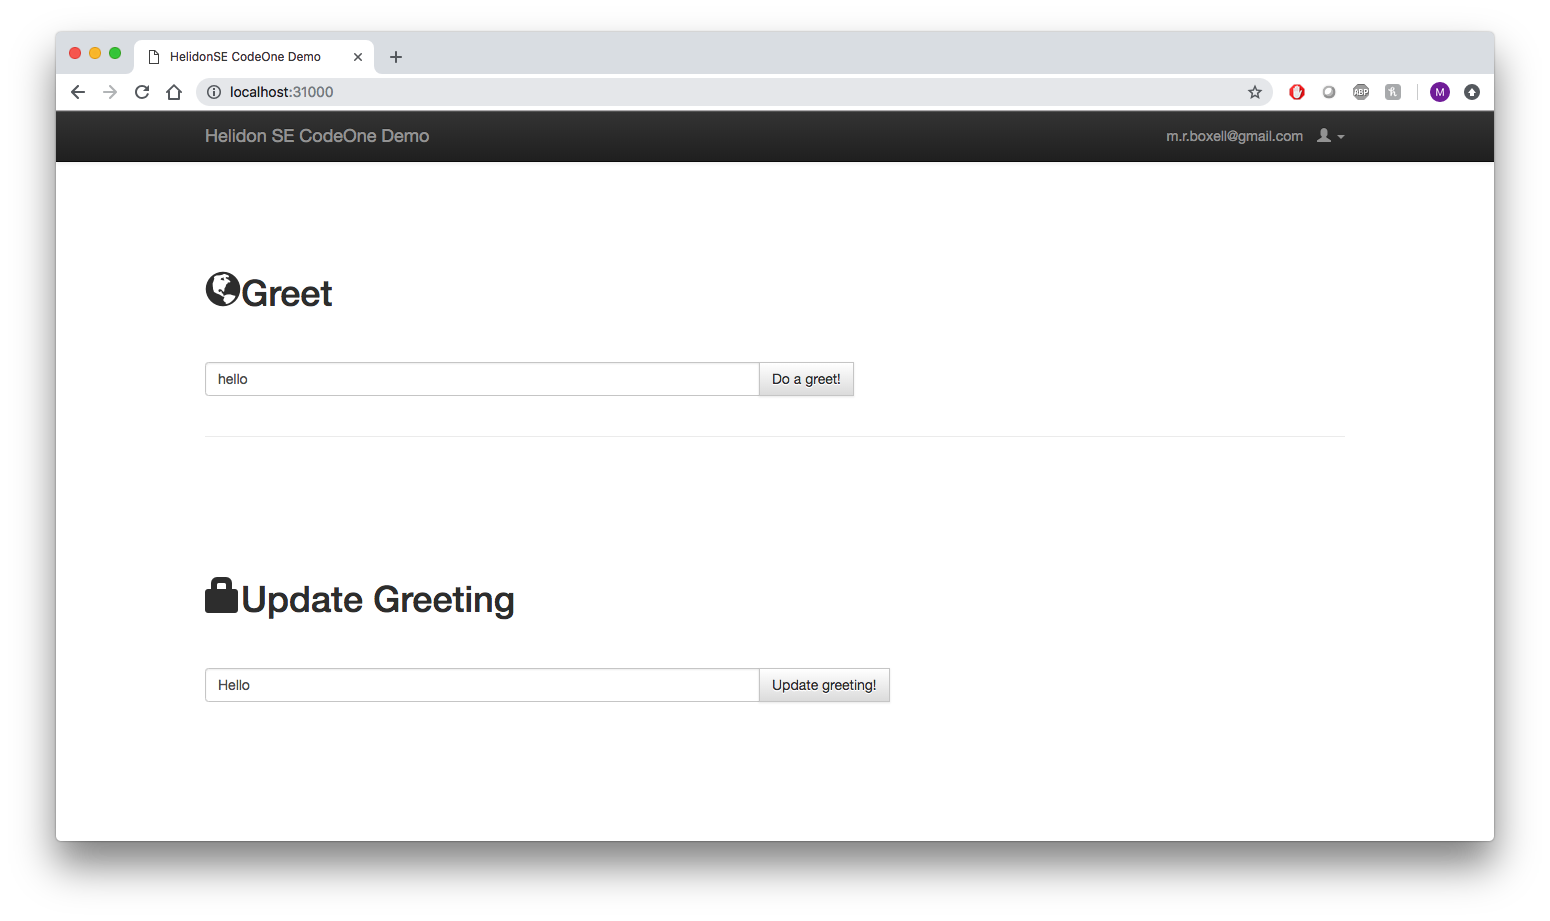 HelidonSE CodeOne Demo
localhost:31000
ABP
M
Helidon SE CodeOne Demo
m.r.boxell@gmail.com
Greet
hello
Do a greet!
Update Greeting
Hello
Update greeting!